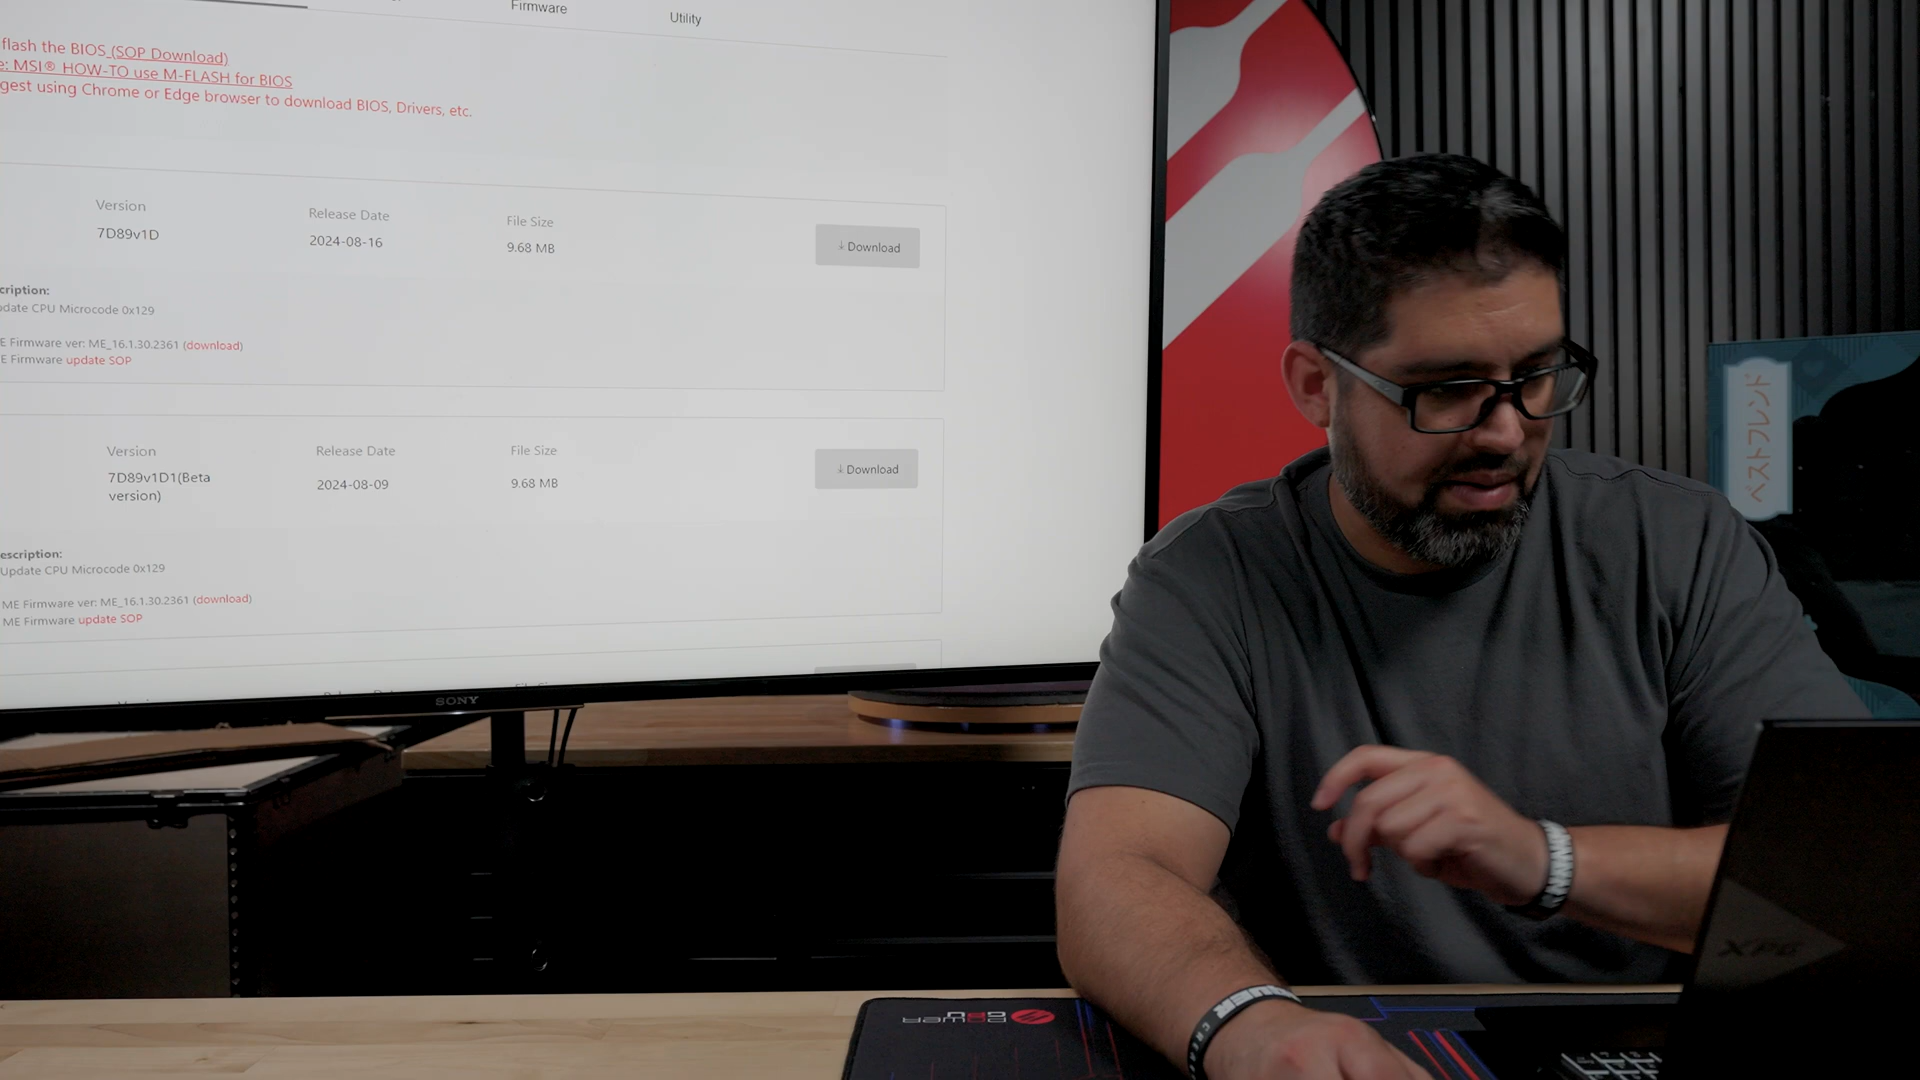 Firmware
Utility
flash the BIOS (SOP Download)
e: MSI® HOW-TO use M-FLASH for BIOS
gest using Chrome or Edge browser to download BIOS, Drivers, etc.
Version
Release Date
File Size
7D89v1D
2024-08-16
9.68 MB
Download
cription:
pdate CPU Microcode 0x129
E Firmware ver: ME_16.1.30.2361 (download)
E Firmware update SOP
Version
Release Date
File Size
7D89v1D1(Beta
version)
2024-08-09
9.68 MB
Download
escription:
Update CPU Microcode 0x129
ME Firmware ver: ME_16.1.30.2361 (download)
ME Firmware update SOP
SONY
ベストフレンド
XPG
POWER
GPU